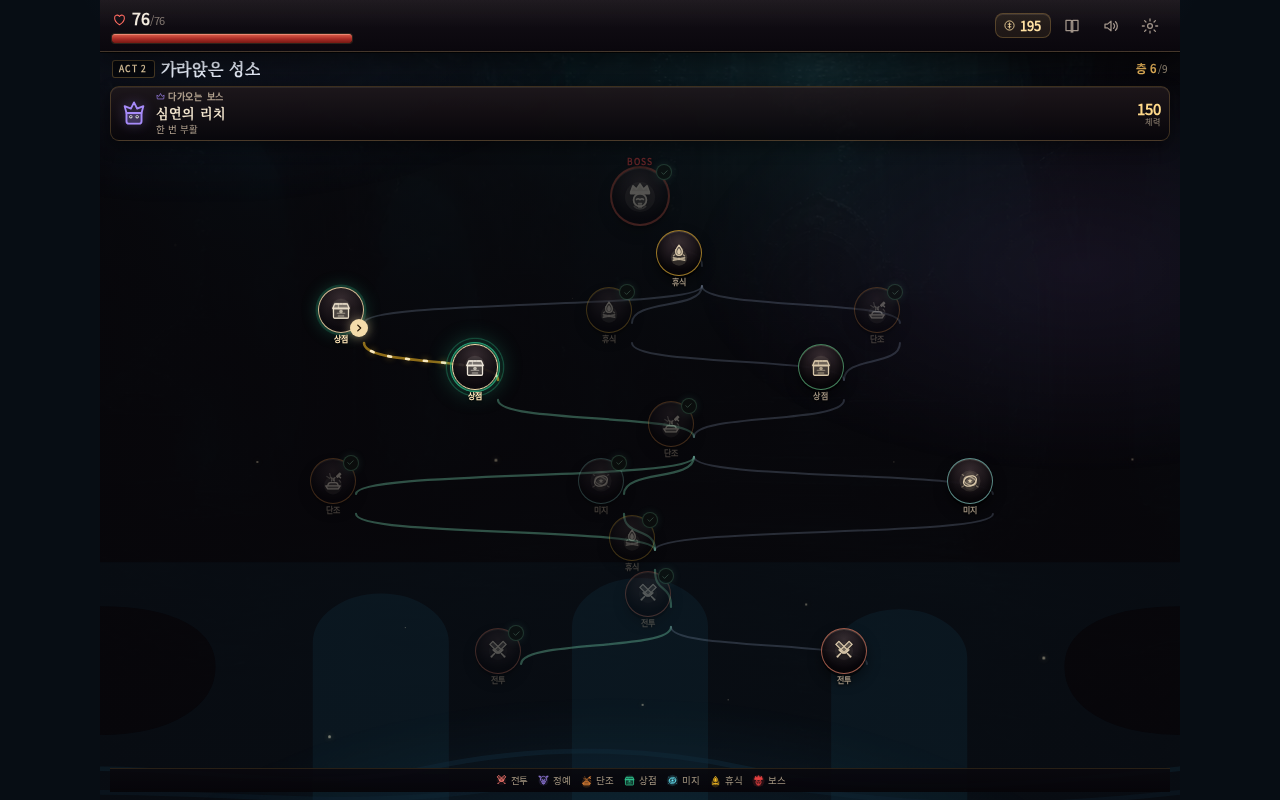 76/76
195
ACT 2 가라앉은 성소
층 6/9
다가오는 보스
심연의 리치
한 번 부활
150
체력
BOSS
휴식
상점
휴식
단조
상점
상점
단조
단조
미지
미지
휴식
전투
전투
전투
전투 정예 단조 상점 미지 휴식 보스